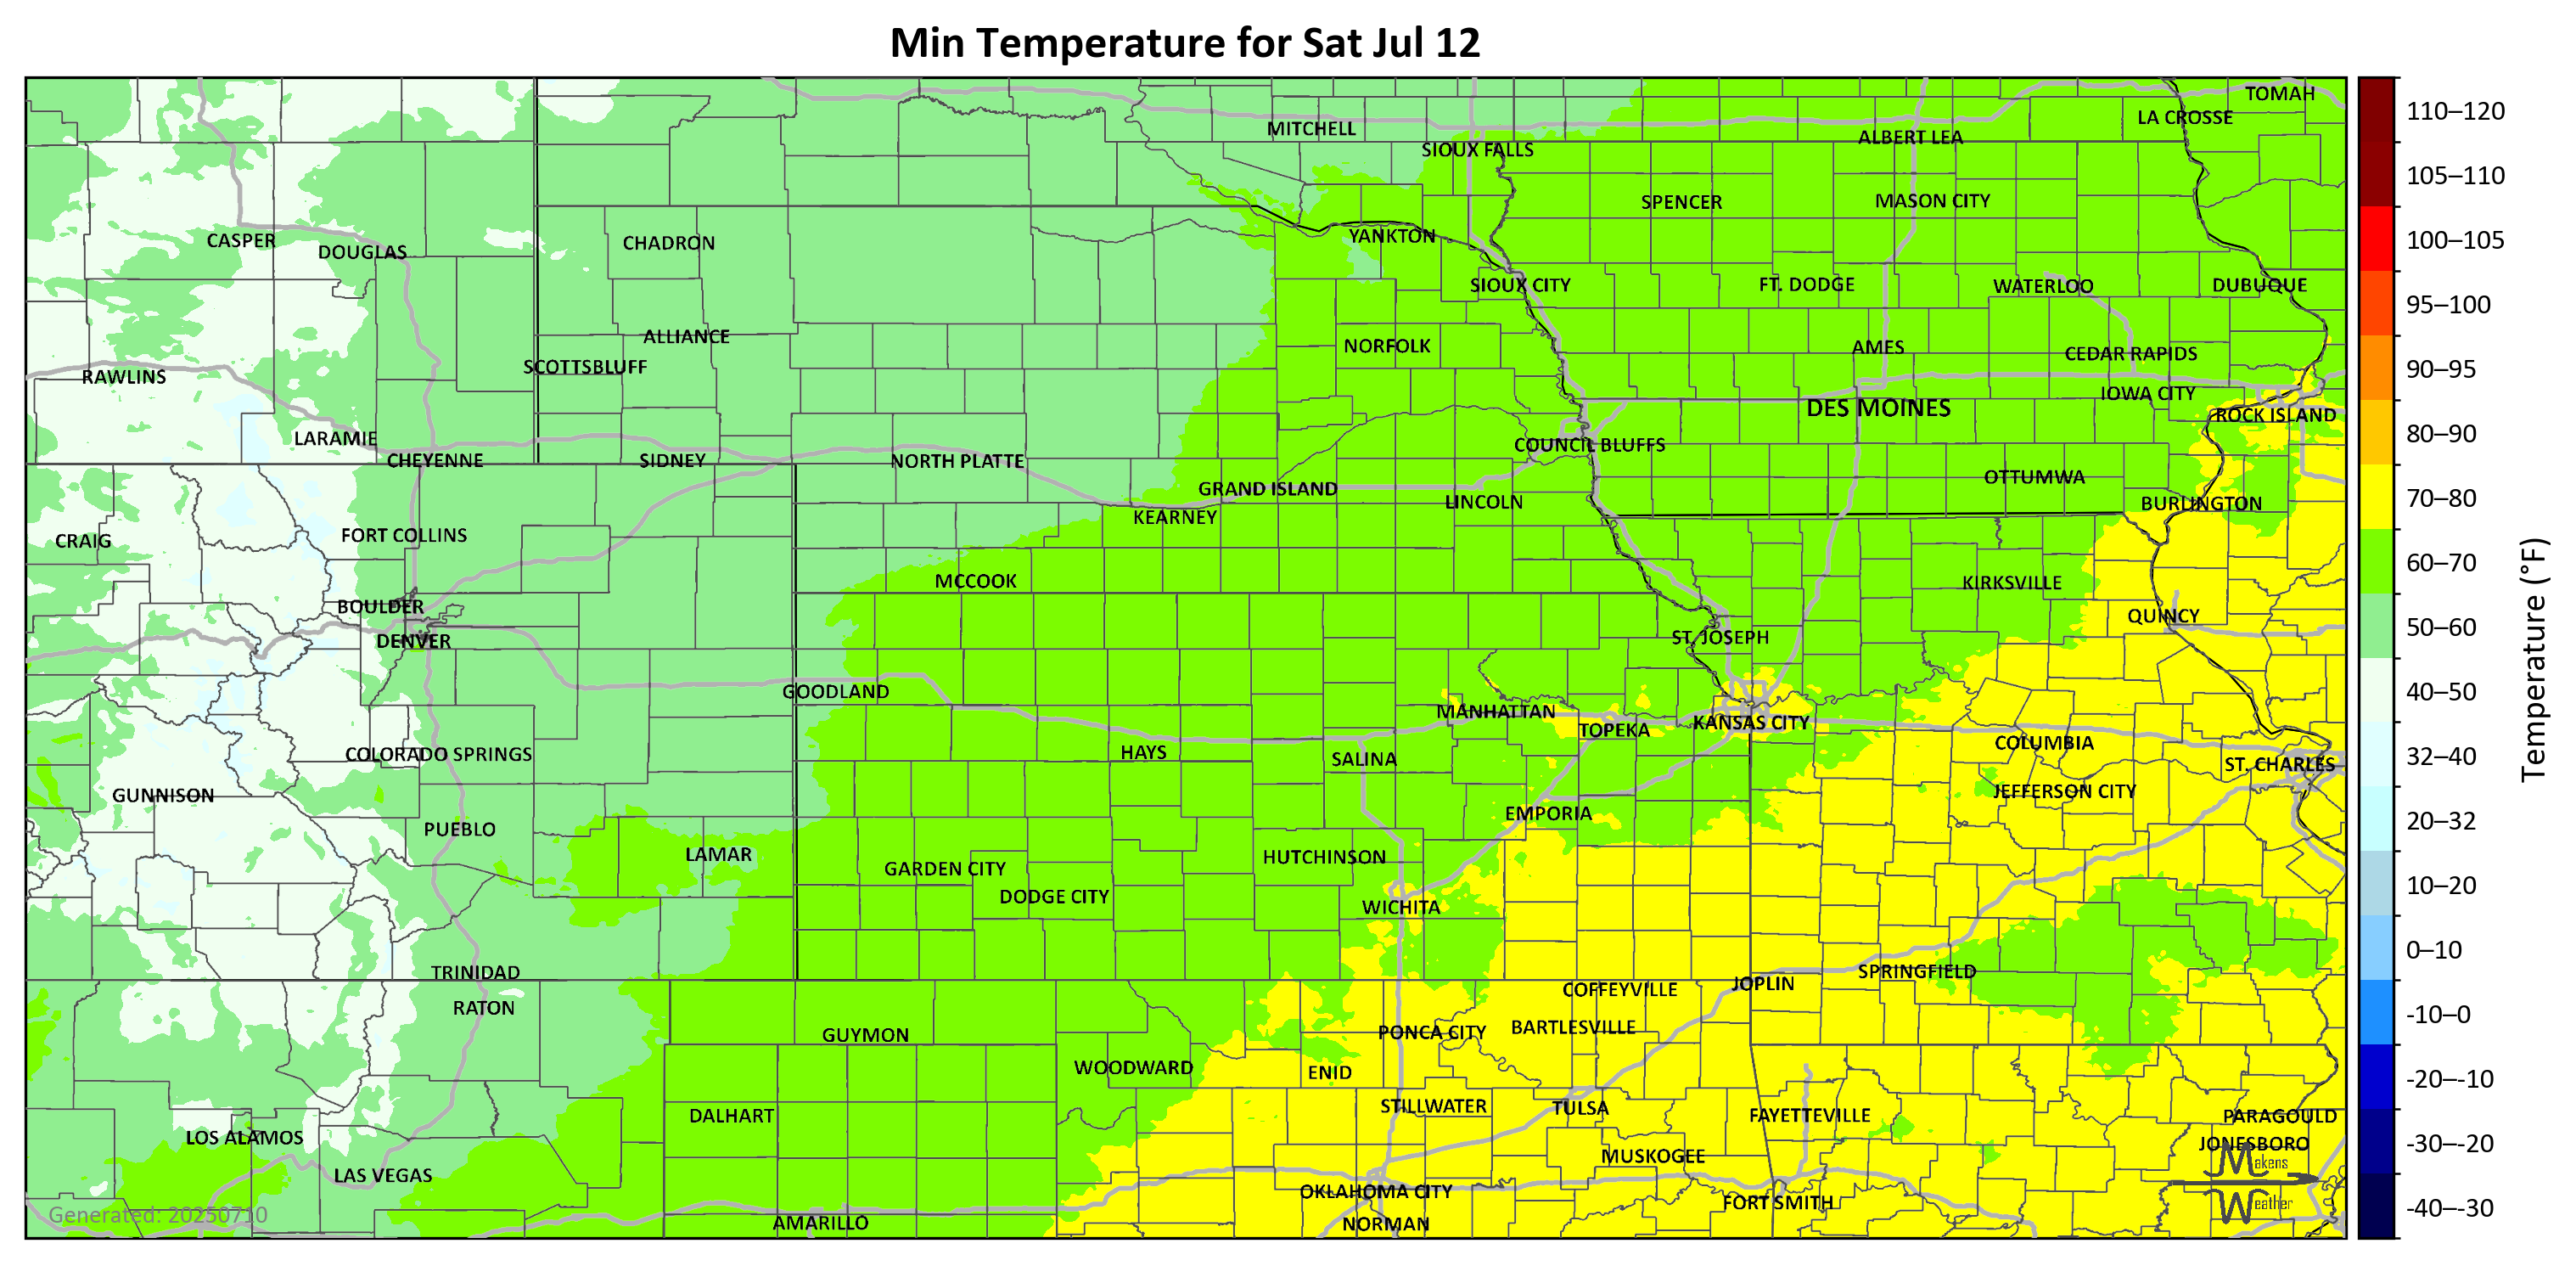 Min Temperature for Sat Jul 12
TOMAH
LA CROSSE
MITCHELL
ALBERT LEA
SIOUX FALLS
SPENCER
MASON CITY
CASPER
DOUGLAS
CHADRON
YANKTON
SIOUX CITY
FT. DODGE
WATERLOO
DUBUQUE
ALLIANCE
NORFOLK
AMES
CEDAR RAPIDS
SCOTTSBLUFF
RAWLINS
IOWA CITY
DES MOINES
ROCK ISLAND
LARAMIE
COUNCIL BLUFFS
CHEYENNE
SIDNEY
NORTH PLATTE
OTTUMWA
GRAND ISLAND
LINCOLN
BURLINGTON
KEARNEY
FORT COLLINS
CRAIG
MCCOOK
KIRKSVILLE
BOULDER
QUINCY
DENVER
ST. JOSEPH
GOODLAND
MANHATTAN
KANSAS CITY
TOPEKA
COLUMBIA
COLORADO SPRINGS
HAYS
SALINA
ST. CHARLES
GUNNISON
JEFFERSON CITY
EMPORIA
PUEBLO
LAMAR
HUTCHINSON
GARDEN CITY
DODGE CITY
WICHITA
TRINIDAD
SPRINGFIELD
JOPLIN
COFFEYVILLE
RATON
GUYMON
PONCA CITY
BARTLESVILLE
WOODWARD
ENID
STILLWATER
TULSA
DALHART
FAYETTEVILLE
PARAGOULD
LOS ALAMOS
JONESBORO
MUSKOGEE
LAS VEGAS
OKLAHOMA CITY
FORT SMITH
AMARILLO
NORMAN
Makens
Weather
Generated: 20250710
110–120
105–110
100–105
95–100
90–95
80–90
70–80
60–70
50–60
40–50
32–40
20–32
10–20
0–10
-10–0
-20–-10
-30–-20
-40–-30
Temperature (°F)